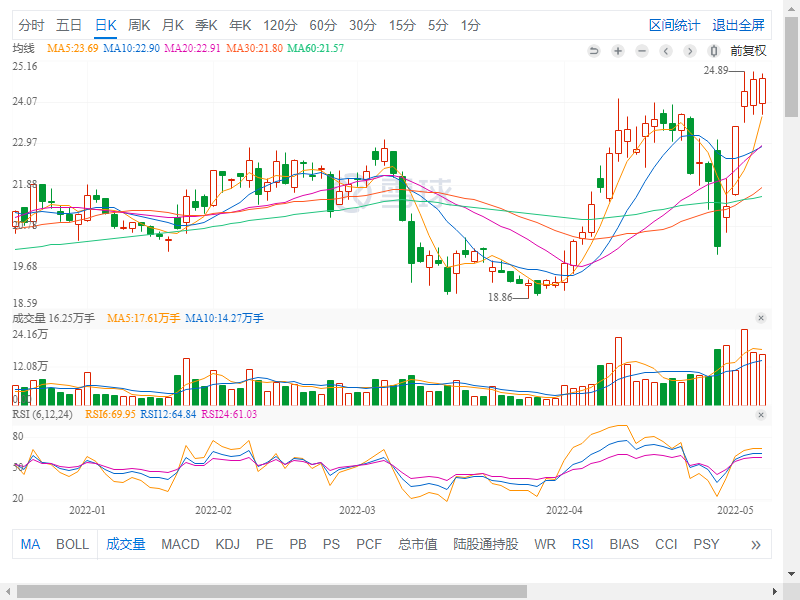 分时 五日 日K 周K 月K 季K 年K 120分 60分 30分 15分 5分 1分 区间统计 退出全屏
均线 MA5:23.69 MA10:22.90 MA20:22.91 MA30:21.80 MA60:21.57 前复权
25.16
24.89
24.07
22.97
21.88
雪球
20.78
19.68
18.86
18.59
成交量 16.25万手 MA5:17.61万手 MA10:14.27万手
24.16万
12.08万
RSI (6,12,24) RSI6:69.95 RSI12:64.84 RSI24:61.03
80
50
20
2022-01 2022-02 2022-03 2022-04 2022-05
MA BOLL 成交量 MACD KDJ PE PB PS PCF 总市值 陆股通持股 WR RSI BIAS CCI PSY »